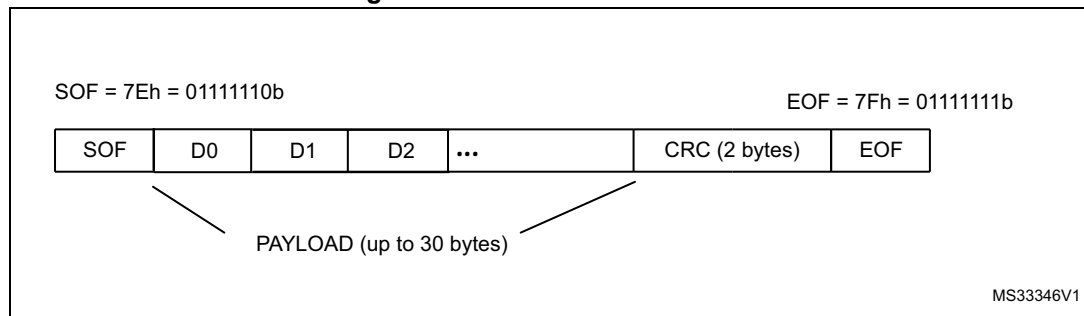 SOF = 7Eh = 01111110b
EOF = 7Fh = 01111111b
SOF D0 D1 D2 ... CRC (2 bytes) EOF
PAYLOAD (up to 30 bytes)
MS33346V1